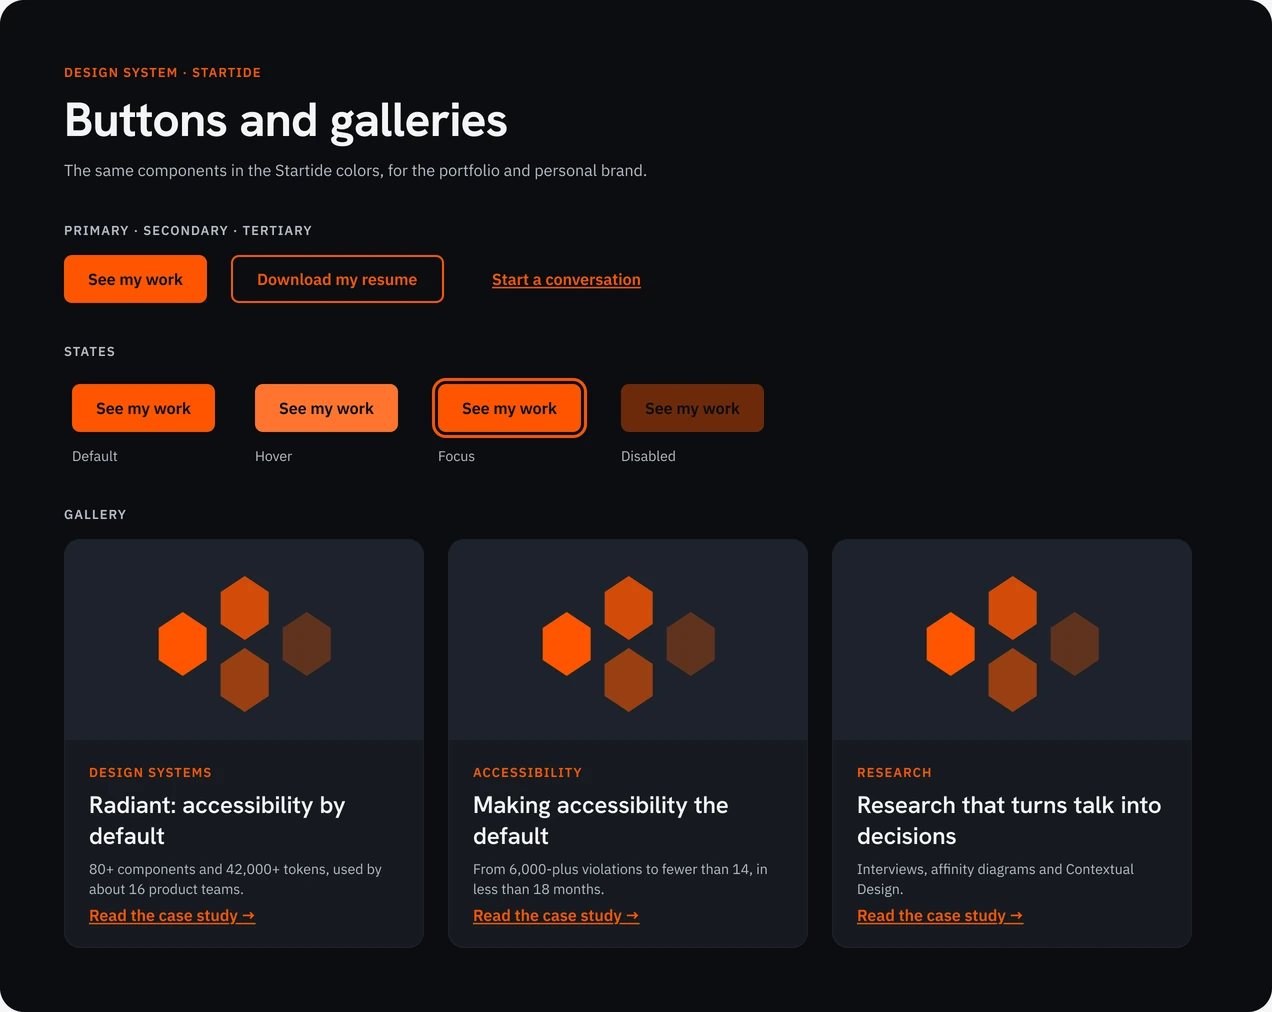 DESIGN SYSTEM · STARTIDE
Buttons and galleries
The same components in the Startide colors, for the portfolio and personal brand.
PRIMARY · SECONDARY · TERTIARY
See my work
Download my resume
Start a conversation
STATES
See my work
See my work
See my work
See my work
Default
Hover
Focus
Disabled
GALLERY
DESIGN SYSTEMS
Radiant: accessibility by
default
80+ components and 42,000+ tokens, used by
about 16 product teams.
Read the case study →
ACCESSIBILITY
Making accessibility the
default
From 6,000-plus violations to fewer than 14, in
less than 18 months.
Read the case study →
RESEARCH
Research that turns talk into
decisions
Interviews, affinity diagrams and Contextual
Design.
Read the case study →